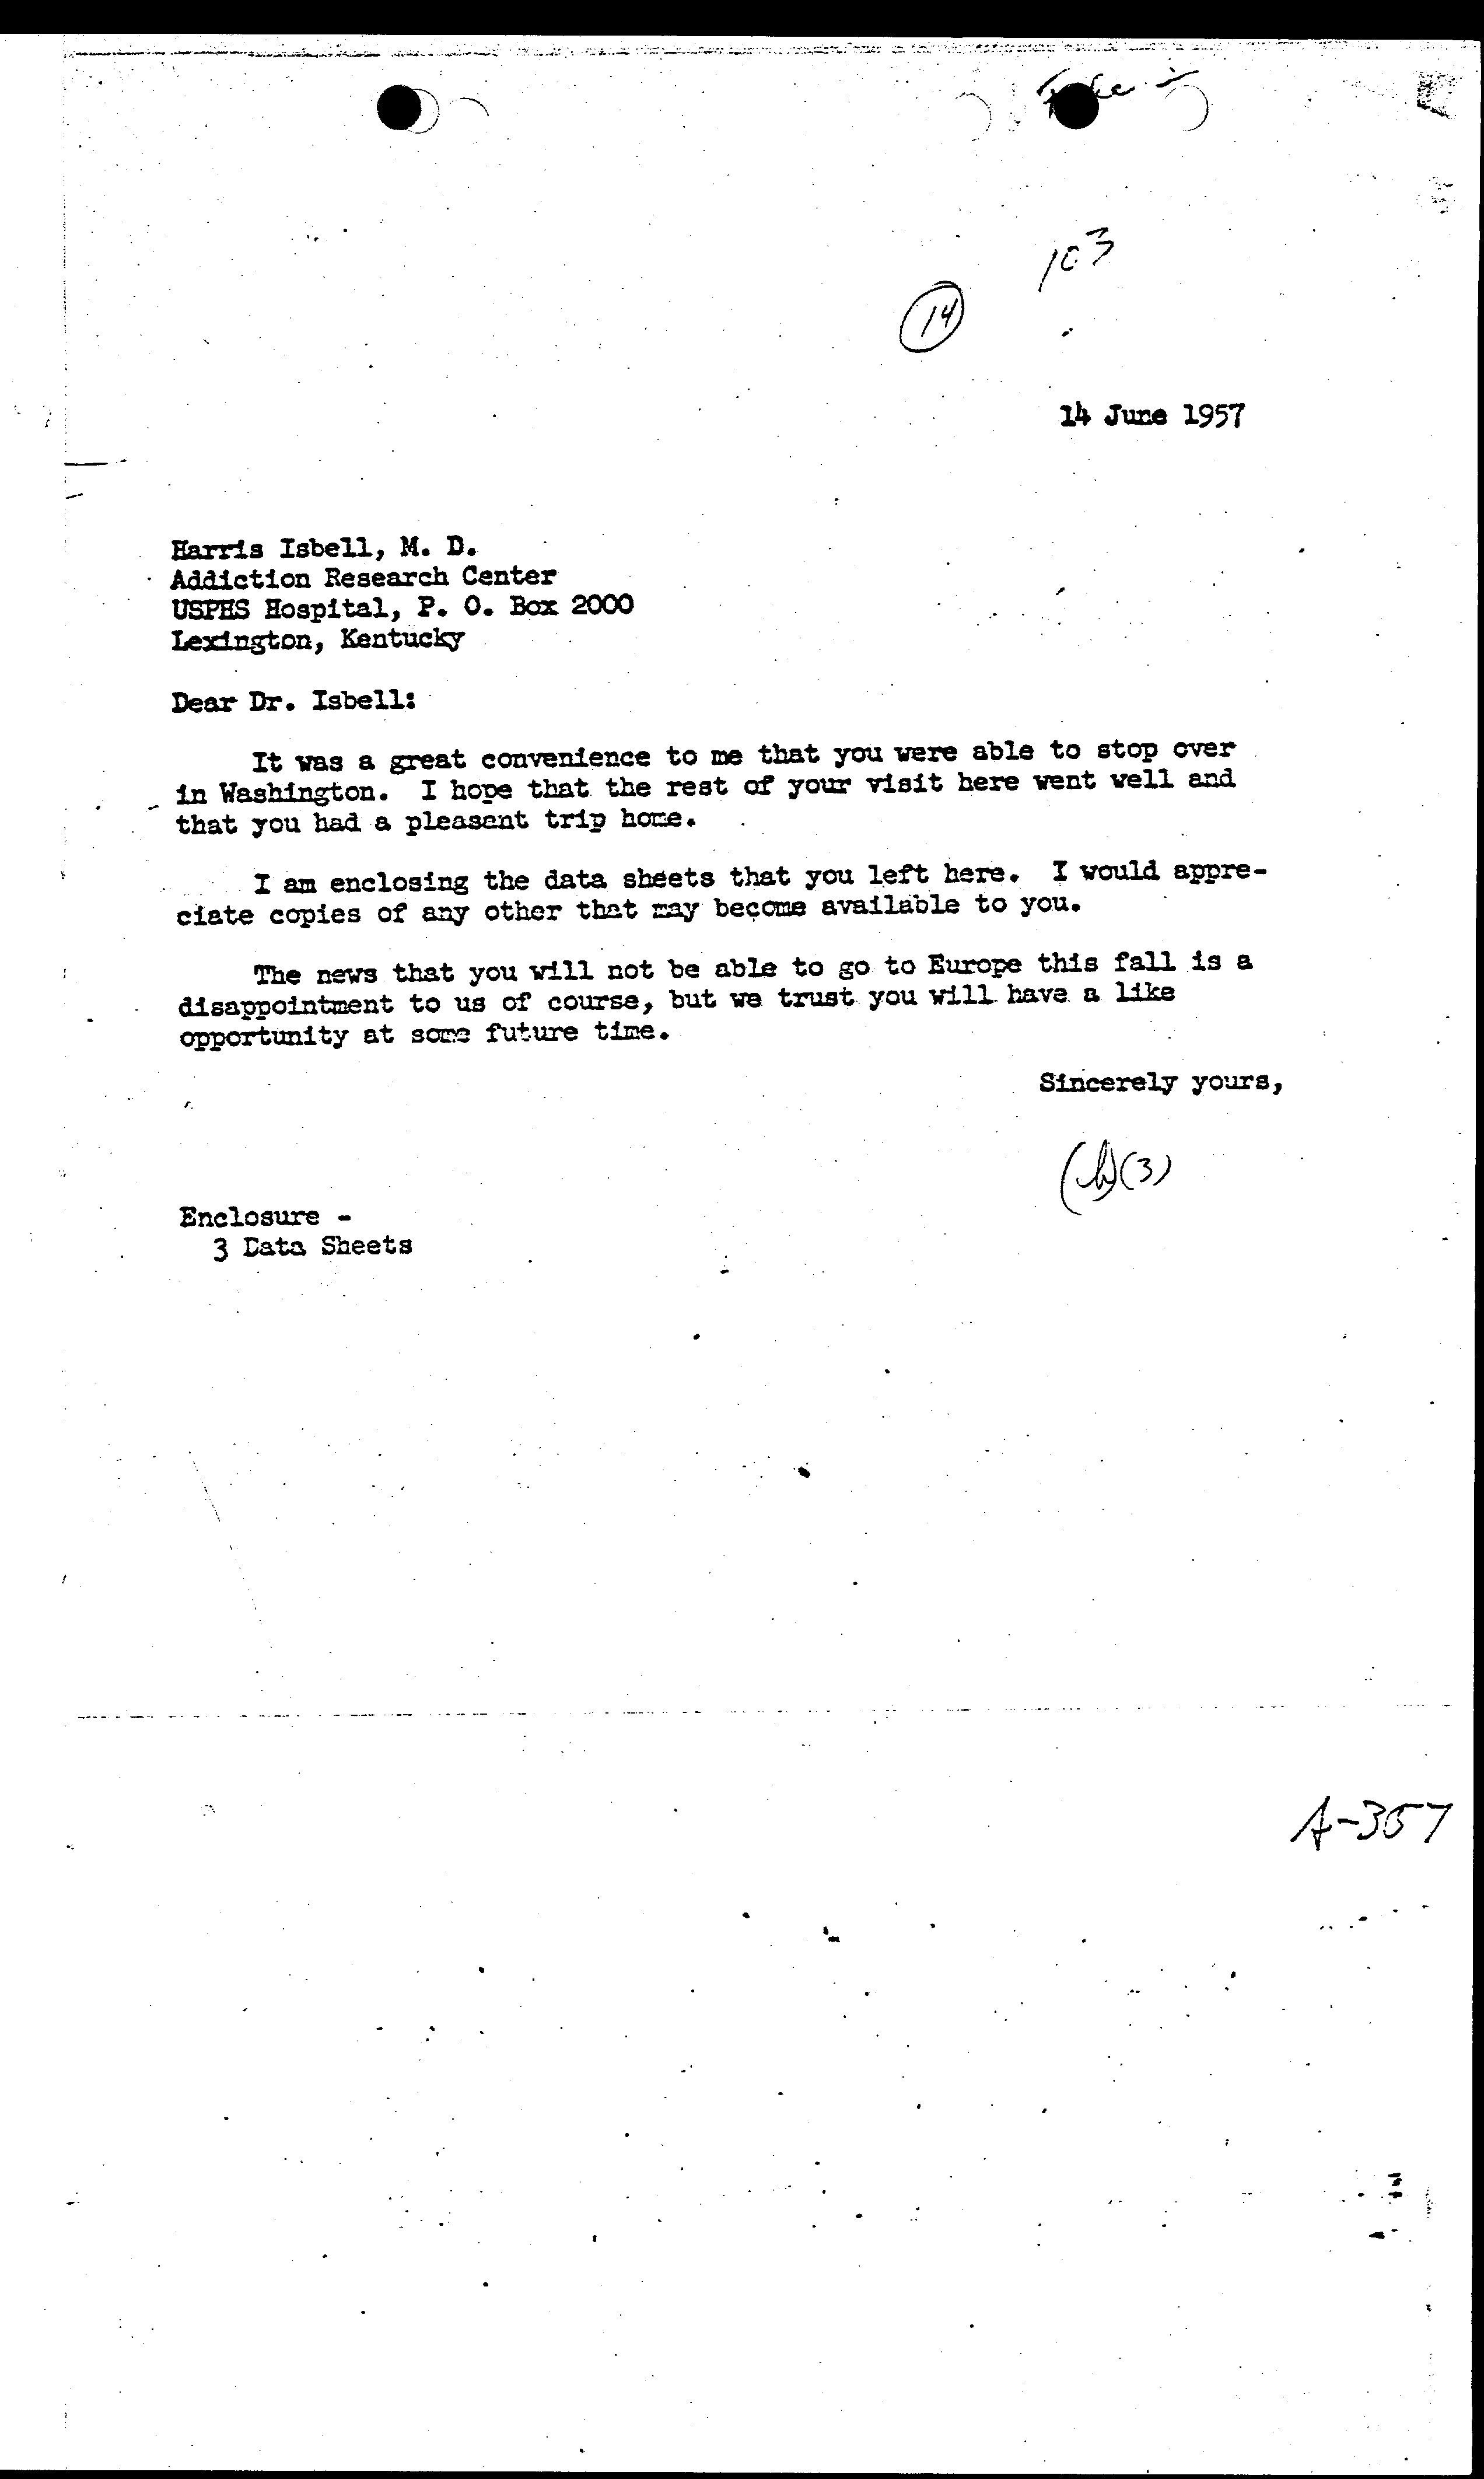 103
14
14 June 1957
Harris Isbell, M. D.
Addiction Research Center
USPHS Hospital, P. O. Box 2000
Lexington, Kentucky
Dear Dr. Isbell:
It was a great convenience to me that you were able to stop over
in Washington. I hope that the rest of your visit here went well and
that you had a pleasant trip home.
I am enclosing the data sheets that you left here. I would appre-
ciate copies of any other that may become available to you.
The news that you will not be able to go to Europe this fall is a
disappointment to us of course, but we trust you will have a like
opportunity at some future time.
Sincerely yours,
(b)(3)
Enclosure -
3 Data Sheets
A-357